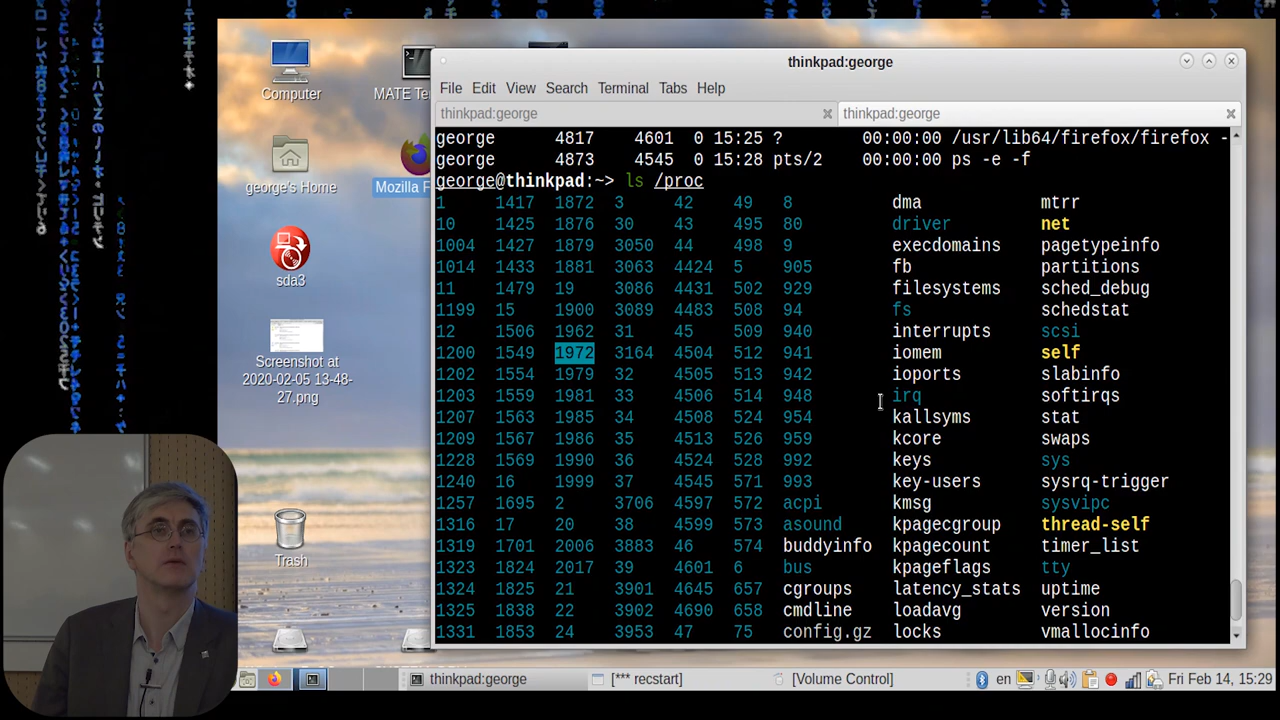 Computer
MATE Te
george's Home
Mozilla F
sda3
Screenshot at
2020-02-05 13-48-
27.png
Trash
thinkpad:george
File Edit View Search Terminal Tabs Help
thinkpad:george thinkpad:george
george 4817 4601 0 15:25 ? 00:00:00 /usr/lib64/firefox/firefox -
george 4873 4545 0 15:28 pts/2 00:00:00 ps -e -f
george@thinkpad:~> ls /proc
1 1417 1872 3 42 49 8 dma mtrr
10 1425 1876 30 43 495 80 driver net
1004 1427 1879 3050 44 498 9 execdomains pagetypeinfo
1014 1433 1881 3063 4424 5 905 fb partitions
11 1479 19 3086 4431 502 929 filesystems sched_debug
1199 15 1900 3089 4483 508 94 fs schedstat
12 1506 1962 31 45 509 940 interrupts scsi
1200 1549 1972 3164 4504 512 941 iomem self
1202 1554 1979 32 4505 513 942 ioports slabinfo
1203 1559 1981 33 4506 514 948 irq softirqs
1207 1563 1985 34 4508 524 954 kallsyms stat
1209 1567 1986 35 4513 526 959 kcore swaps
1228 1569 1990 36 4524 528 992 keys sys
1240 16 1999 37 4545 571 993 key-users sysrq-trigger
1257 1695 2 3706 4597 572 acpi kmsg sysvipc
1316 17 20 38 4599 573 asound kpagecgroup thread-self
1319 1701 2006 3883 46 574 buddyinfo kpagecount timer_list
1323 1824 2017 39 4601 6 bus kpageflags tty
1324 1825 21 3901 4645 657 cgroups latency_stats uptime
1325 1838 22 3902 4690 658 cmdline loadavg version
1331 1853 24 3953 47 75 config.gz locks vmallocinfo
thinkpad:george [*** recstart] [Volume Control] en Fri Feb 14, 15:29